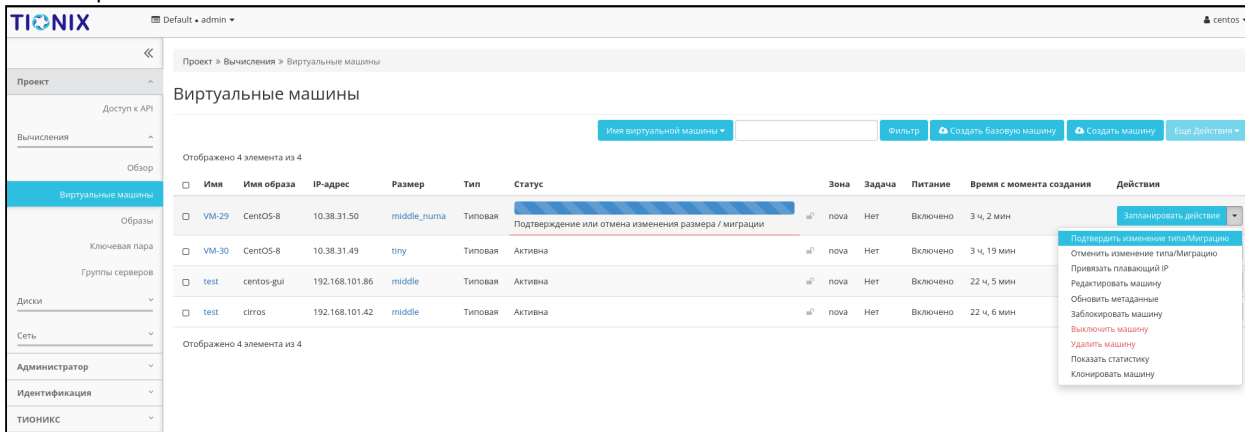 TIONIX
Default • admin
centos
Проект
Доступ к API
Вычисления
Обзор
Виртуальные машины
Образы
Ключевая пара
Группы серверов
Диски
Сеть
Администратор
Идентификация
ТИОНИКС
Проект » Вычисления » Виртуальные машины
Виртуальные машины
Имя виртуальной машины Фильтр Создать базовую машину Создать машину Еще Действия
Отображено 4 элемента из 4
Имя Имя образа IP-адрес Размер Тип Статус Зона Задача Питание Время с момента создания Действия
VM-29 CentOS-8 10.38.31.50 middle_numa Типовая Подтверждение или отмена изменения размера / миграции nova Нет Включено 3 ч, 2 мин Запланировать действие
VM-30 CentOS-8 10.38.31.49 tiny Типовая Активна nova Нет Включено 3 ч, 19 мин
test centos-gui 192.168.101.86 middle Типовая Активна nova Нет Включено 22 ч, 5 мин
test cirros 192.168.101.42 middle Типовая Активна nova Нет Включено 22 ч, 6 мин
Отображено 4 элемента из 4
Подтвердить изменение типа/Миграцию
Отменить изменение типа/Миграцию
Привязать плавающий IP
Редактировать машину
Обновить метаданные
Заблокировать машину
Выключить машину
Удалить машину
Показать статистику
Клонировать машину